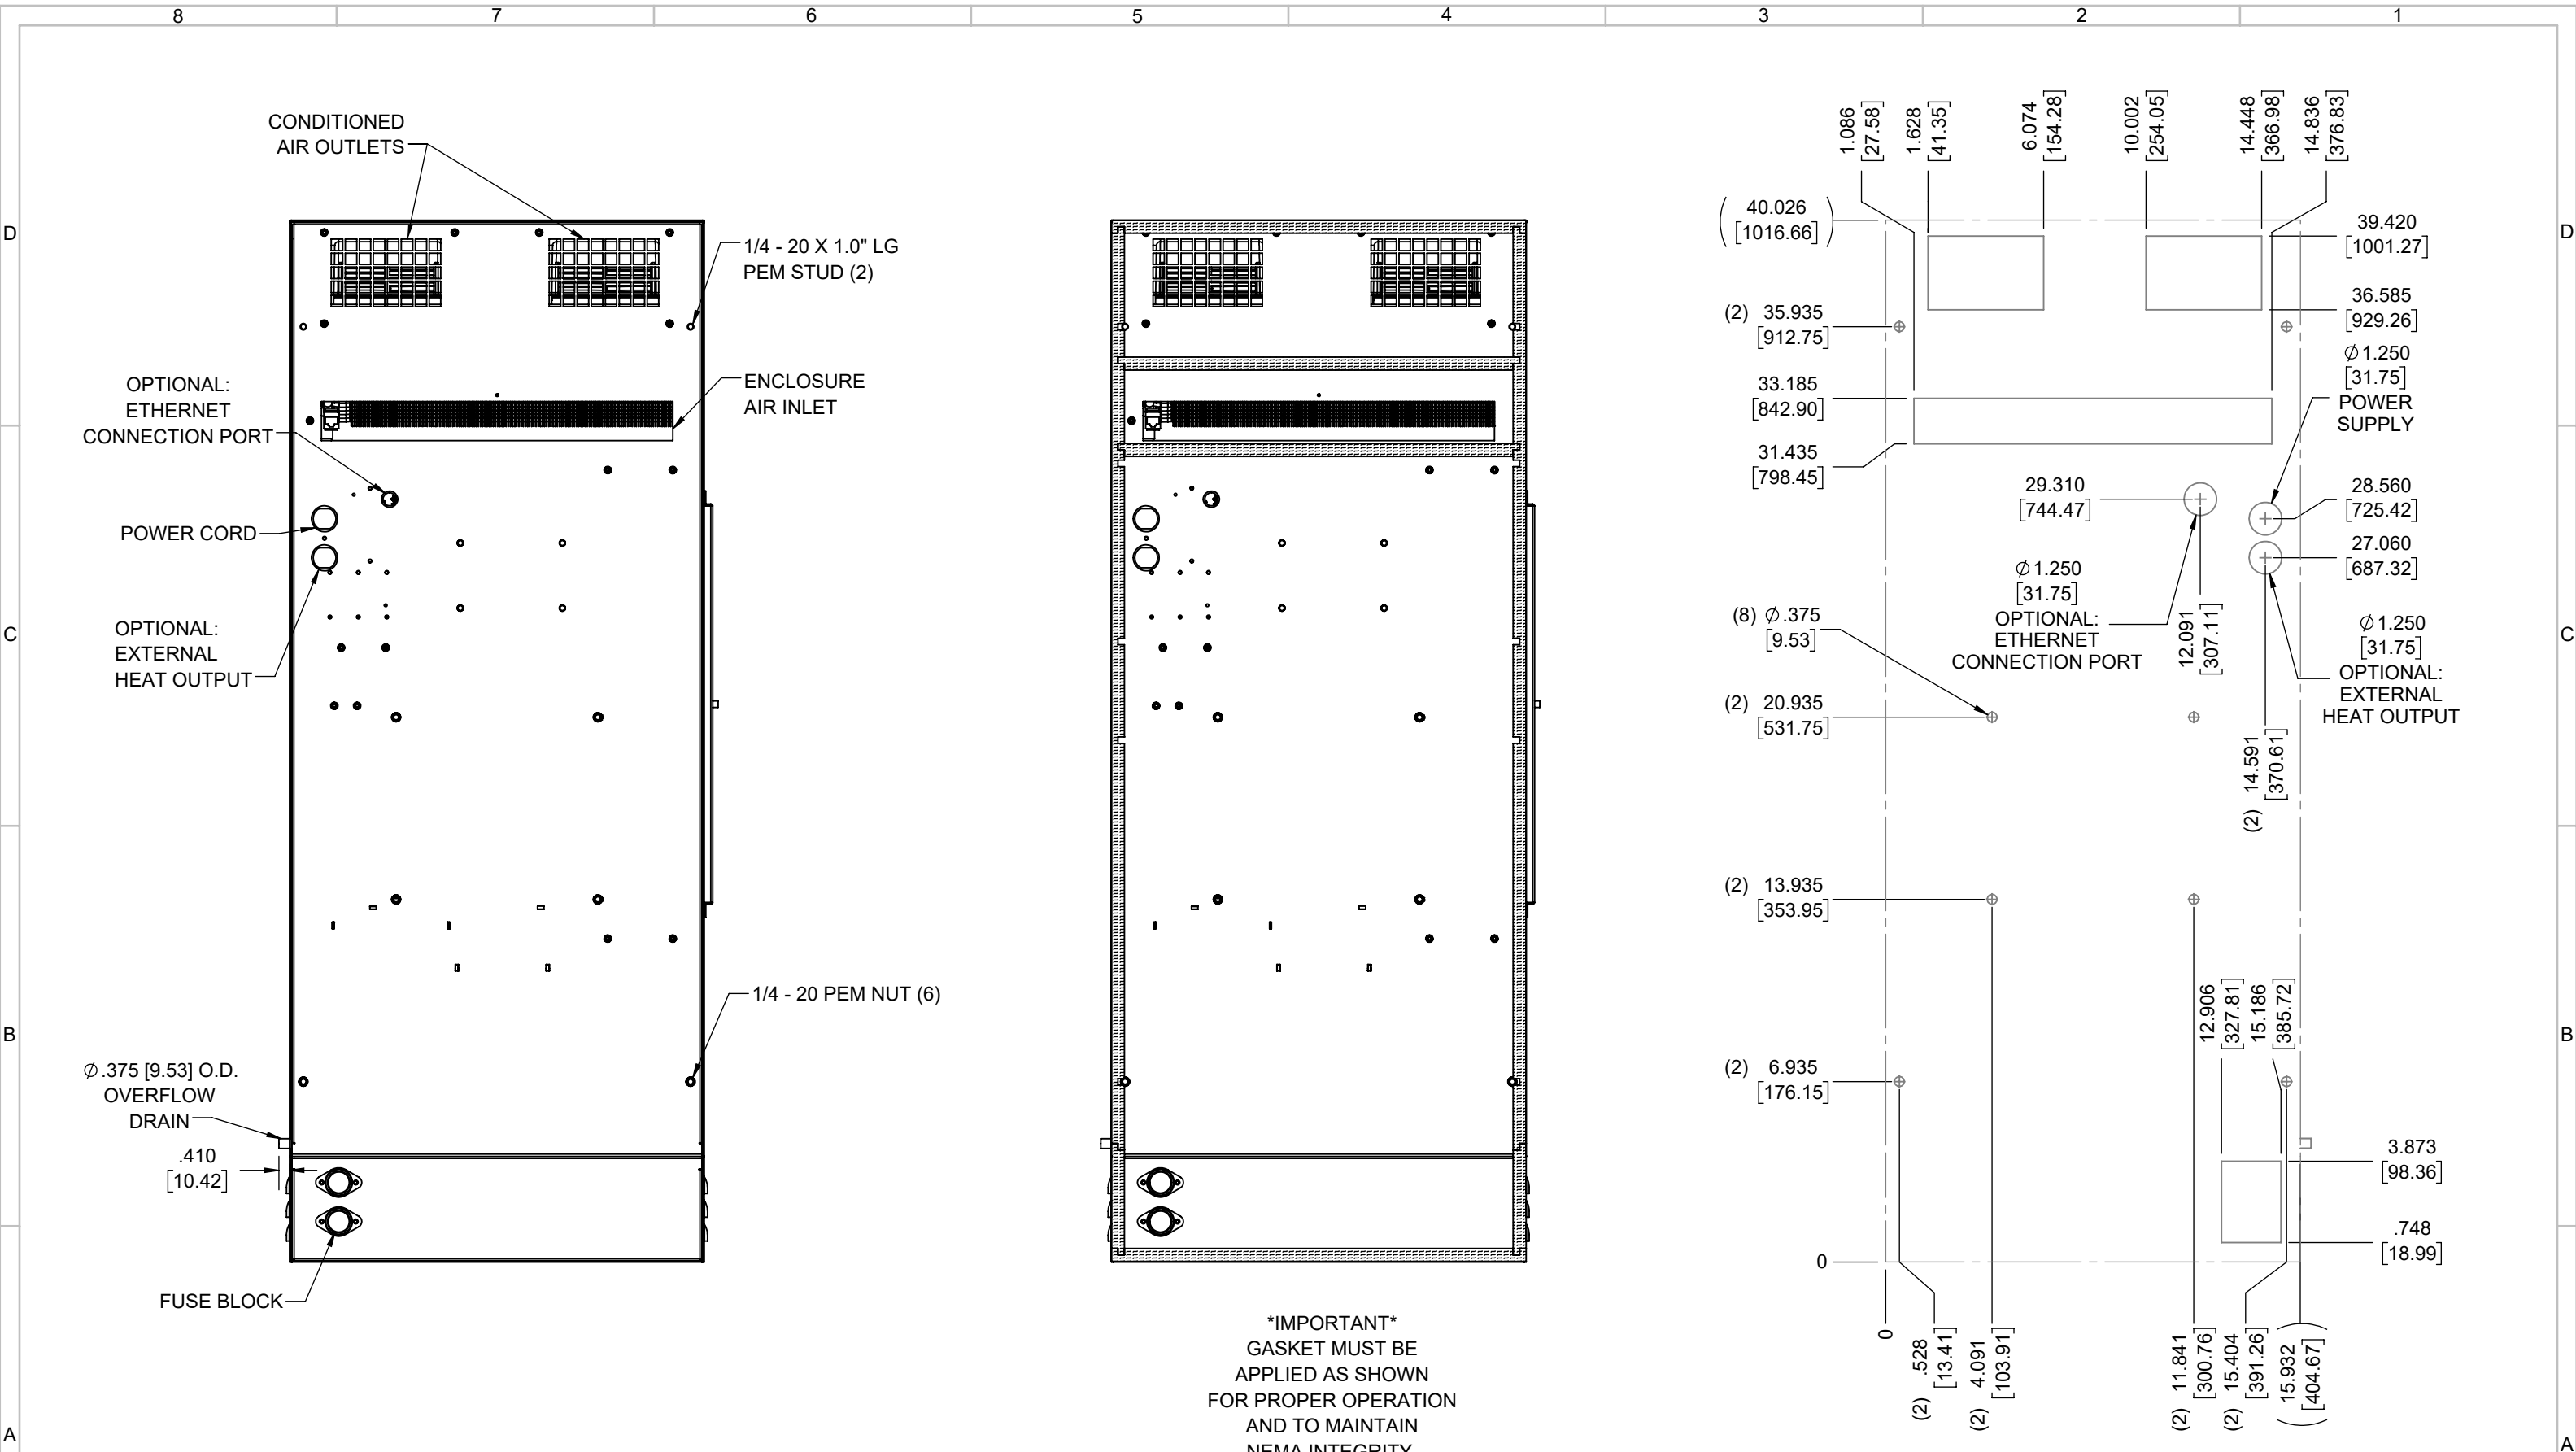 8 7 6 5 4 3 2 1
D
C
B
A
CONDITIONED
AIR OUTLETS
1/4 - 20 X 1.0" LG
PEM STUD (2)
OPTIONAL:
ETHERNET
CONNECTION PORT
ENCLOSURE
AIR INLET
POWER CORD
OPTIONAL:
EXTERNAL
HEAT OUTPUT
1/4 - 20 PEM NUT (6)
⌀.375 [9.53] O.D.
OVERFLOW
DRAIN
.410
[10.42]
FUSE BLOCK
*IMPORTANT*
GASKET MUST BE
APPLIED AS SHOWN
FOR PROPER OPERATION
AND TO MAINTAIN
NEMA INTEGRITY
1.086
[27.58]
1.628
[41.35]
6.074
[154.28]
10.002
[254.05]
14.448
[366.98]
14.836
[376.83]
(40.026
[1016.66])
39.420
[1001.27]
36.585
[929.26]
(2) 35.935
[912.75]
⌀1.250
[31.75]
POWER
SUPPLY
33.185
[842.90]
31.435
[798.45]
29.310
[744.47]
28.560
[725.42]
27.060
[687.32]
⌀1.250
[31.75]
OPTIONAL:
ETHERNET
CONNECTION PORT
12.091
[307.11]
(8) ⌀.375
[9.53]
⌀1.250
[31.75]
OPTIONAL:
EXTERNAL
HEAT OUTPUT
(2) 20.935
[531.75]
(2) 14.591
[370.61]
(2) 13.935
[353.95]
12.906
[327.81]
15.186
[385.72]
(2) 6.935
[176.15]
3.873
[98.36]
.748
[18.99]
0
0
(2) .528
[13.41]
(2) 4.091
[103.91]
(2) 11.841
[300.76]
(2) 15.404
[391.26]
(15.932
[404.67])
D
C
B
A